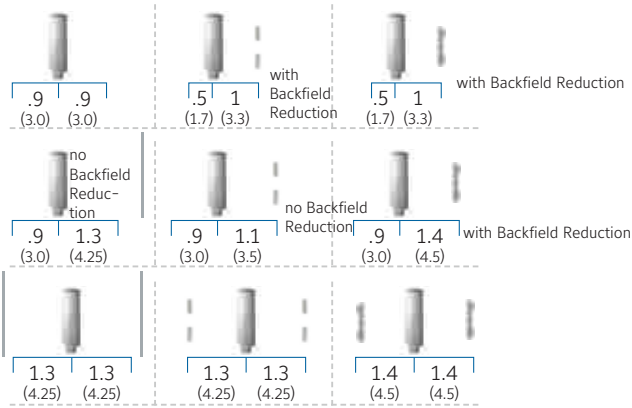 .9 .9
(3.0) (3.0)
.5 1
(1.7) (3.3)
with
Backfield
Reduction
.5 1
(1.7) (3.3)
with Backfield Reduction
no
Backfield
Reduc-
tion
.9 1.3
(3.0) (4.25)
.9 1.1
(3.0) (3.5)
no Backfield
Reduction
.9 1.4
(3.0) (4.5)
with Backfield Reduction
1.3 1.3
(4.25) (4.25)
1.3 1.3
(4.25) (4.25)
1.4 1.4
(4.5) (4.5)